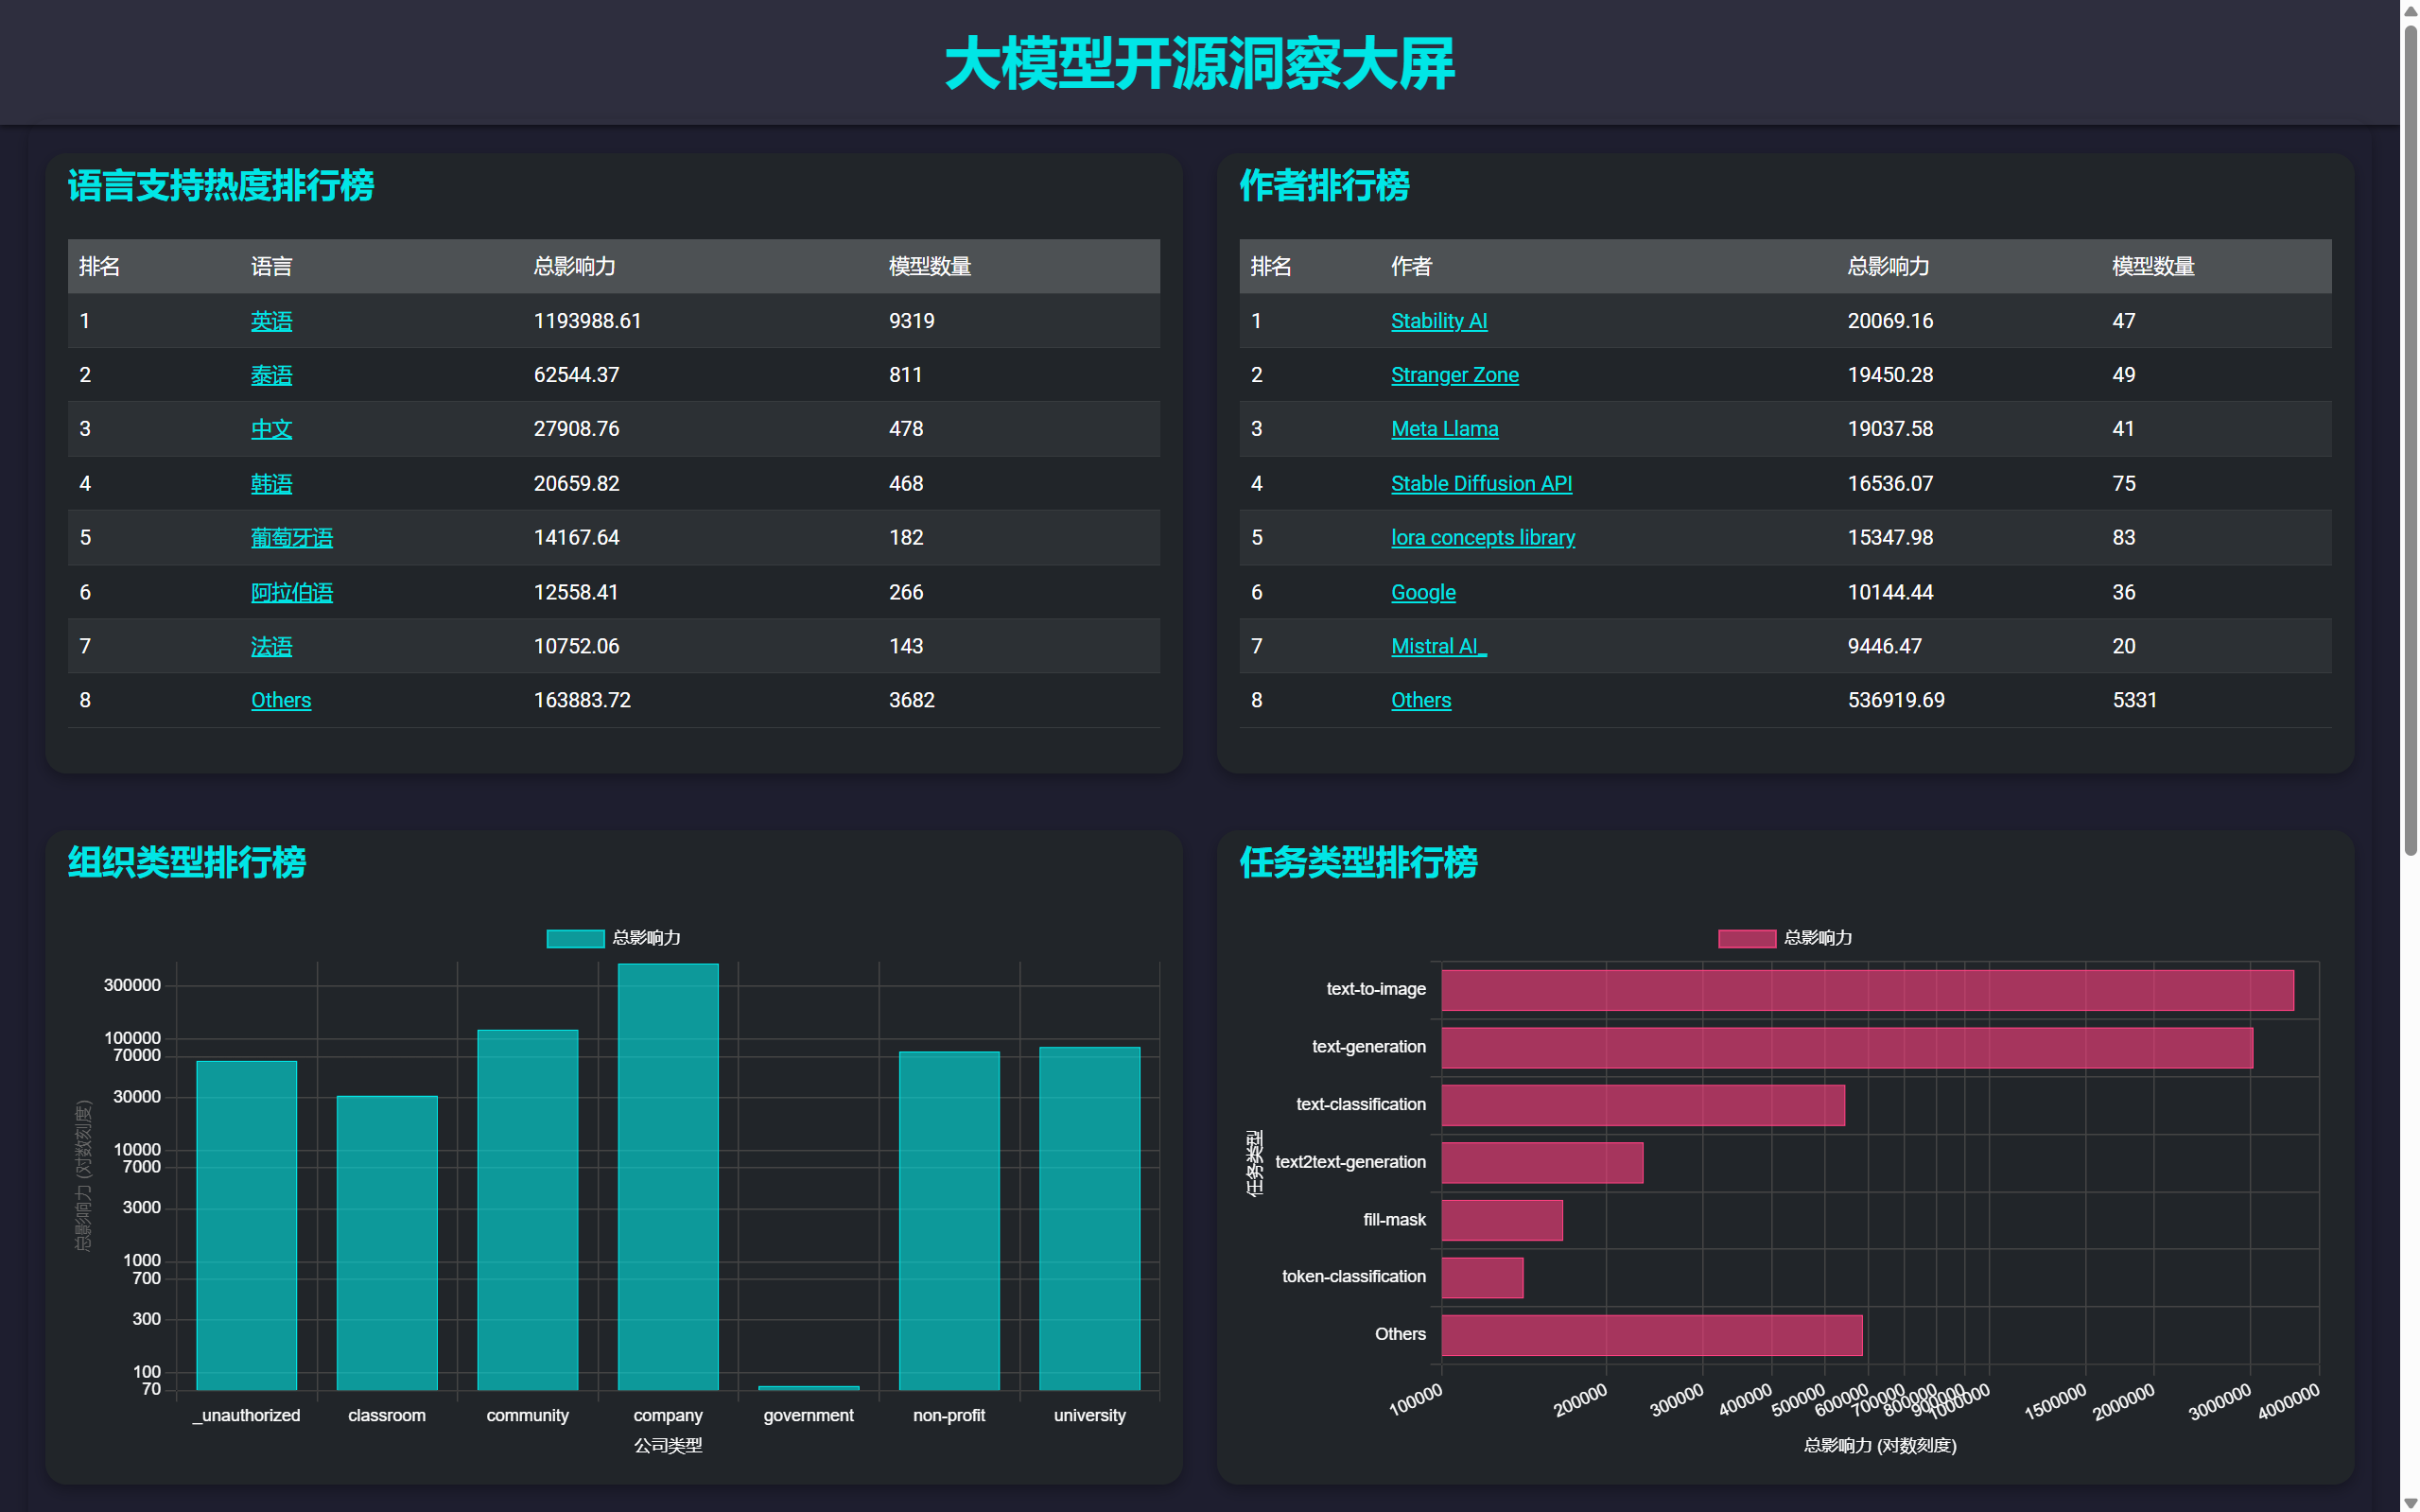 大模型开源洞察大屏
语言支持热度排行榜
排名 语言 总影响力 模型数量
1 英语 1193988.61 9319
2 泰语 62544.37 811
3 中文 27908.76 478
4 韩语 20659.82 468
5 葡萄牙语 14167.64 182
6 阿拉伯语 12558.41 266
7 法语 10752.06 143
8 Others 163883.72 3682
作者排行榜
排名 作者 总影响力 模型数量
1 Stability AI 20069.16 47
2 Stranger Zone 19450.28 49
3 Meta Llama 19037.58 41
4 Stable Diffusion API 16536.07 75
5 lora concepts library 15347.98 83
6 Google 10144.44 36
7 Mistral AI_ 9446.47 20
8 Others 536919.69 5331
组织类型排行榜
总影响力
总影响力 (对数刻度)
300000
100000
70000
30000
10000
7000
3000
1000
700
300
100
70
_unauthorized classroom community company government non-profit university
公司类型
任务类型排行榜
总影响力
任务类型
text-to-image
text-generation
text-classification
text2text-generation
fill-mask
token-classification
Others
100000 200000 300000 400000 500000 600000 700000 800000 900000 1000000 1500000 2000000 3000000 4000000
总影响力 (对数刻度)